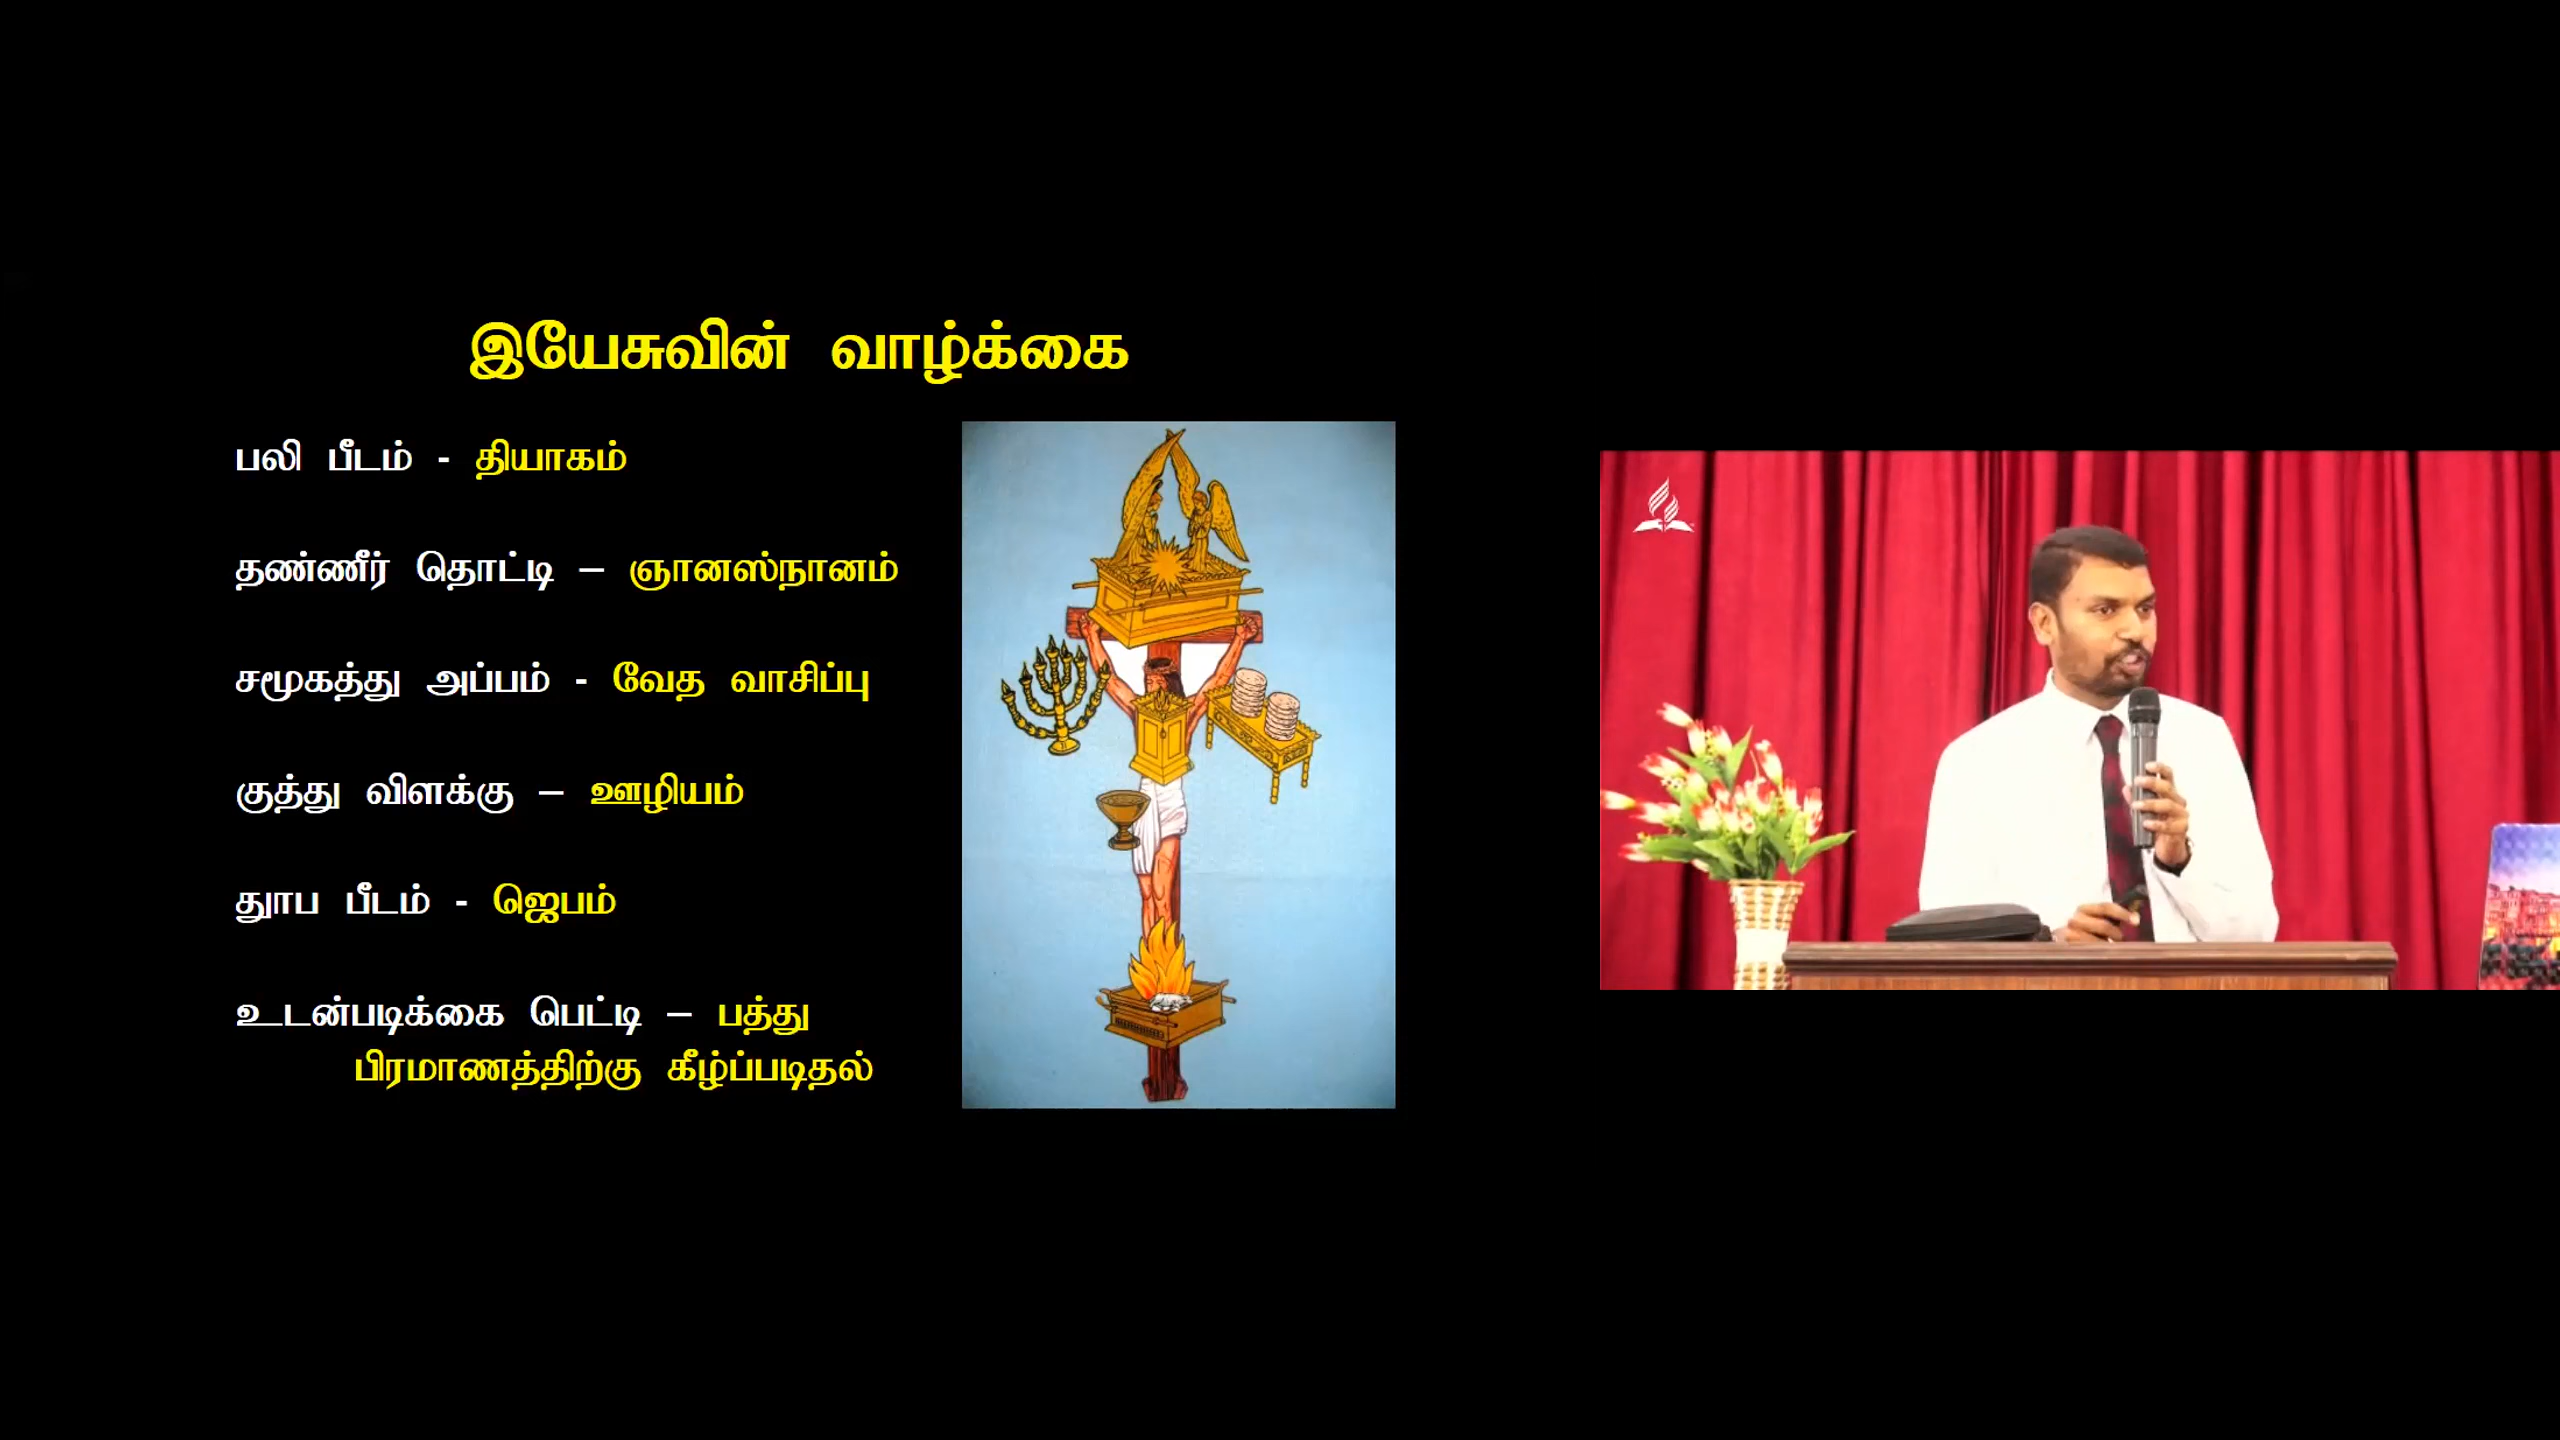 இயேசுவின் வாழ்க்கை
பலி பீடம் - தியாகம்
தண்ணீர் தொட்டி – ஞானஸ்நானம்
சமூகத்து அப்பம் - வேத வாசிப்பு
குத்து விளக்கு – ஊழியம்
தூப பீடம் - ஜெபம்
உடன்படிக்கை பெட்டி – பத்து
பிரமாணத்திற்கு கீழ்ப்படிதல்